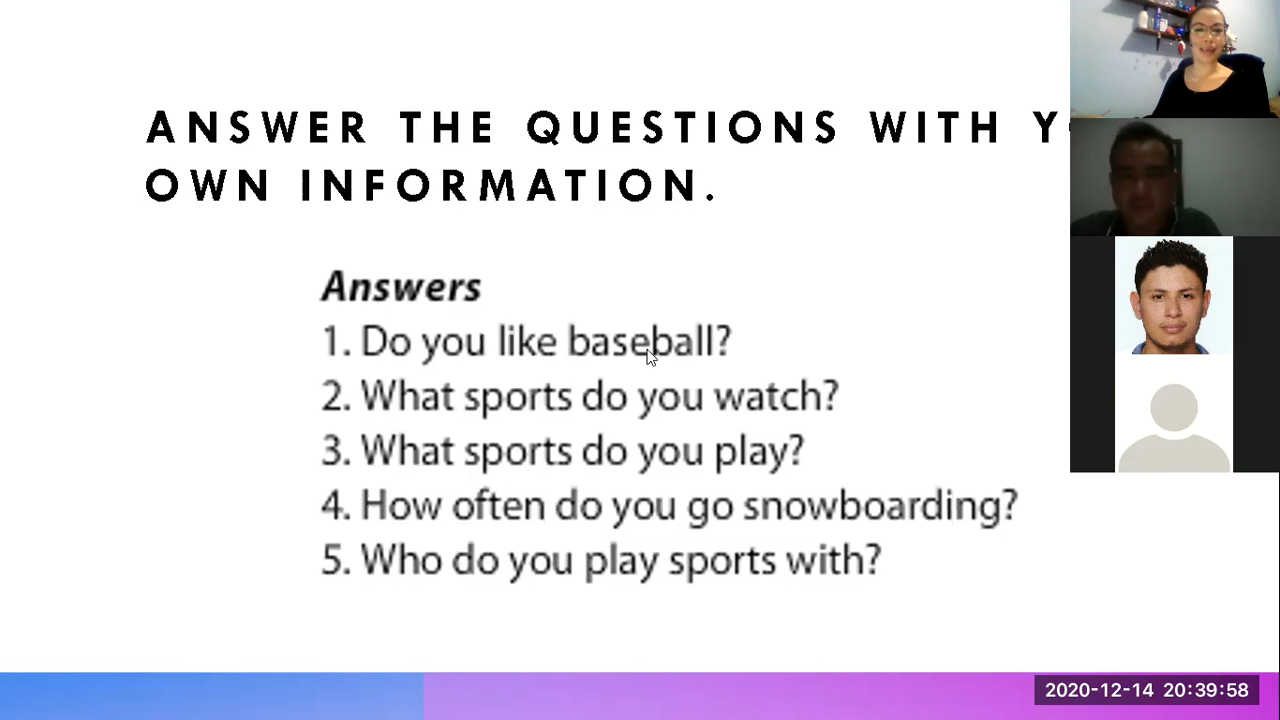 ANSWER THE QUESTIONS WITH
OWN INFORMATION.
Answers
1. Do you like baseball?
2. What sports do you watch?
3. What sports do you play?
4. How often do you go snowboarding?
5. Who do you play sports with?
2020-12-14 20:39:58